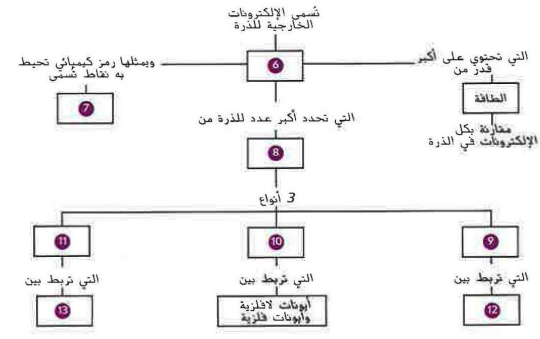 تُسمى الإلكترونات
الخارجية للذرة
6
التي تحتوي على أكبر
قدر من
الطاقة
مقارنة بكل
الإلكترونات في الذرة
ويمثلها رمز كيميائي تحيط
به نقاط تُسمى
7
التي تحدد أكبر عدد للذرة من
8
3 أنواع
9
10
11
التي تربط بين
التي تربط بين
التي تربط بين
12
أيونات لافلزية
وأيونات فلزية
13